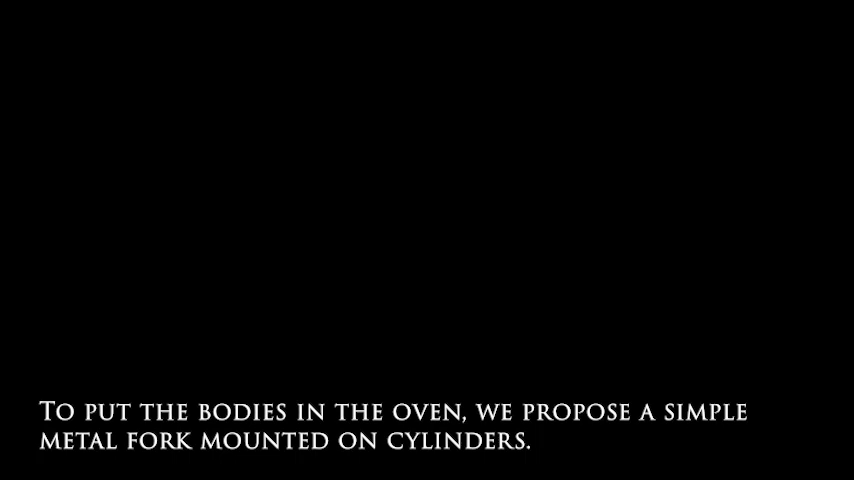 To put the bodies in the oven, we propose a simple
metal fork mounted on cylinders.